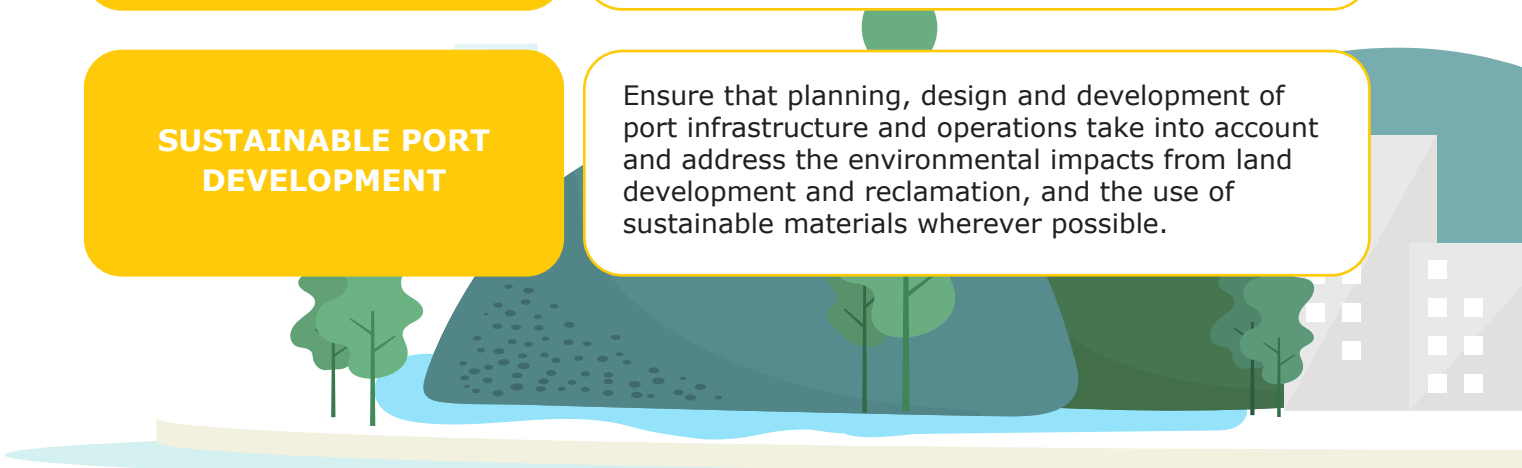 SUSTAINABLE PORT
DEVELOPMENT
Ensure that planning, design and development of
port infrastructure and operations take into account
and address the environmental impacts from land
development and reclamation, and the use of
sustainable materials wherever possible.